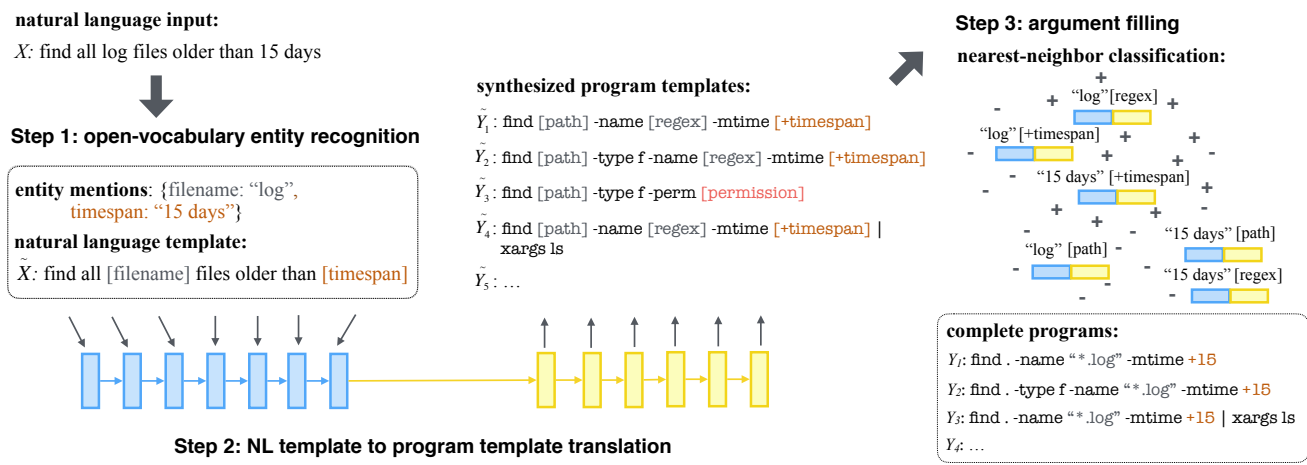 natural language input:
X: find all log files older than 15 days
Step 1: open-vocabulary entity recognition
entity mentions: {filename: “log”,
timespan: “15 days”}
natural language template:
X̃: find all [filename] files older than [timespan]
Step 2: NL template to program template translation
synthesized program templates:
Ỹ1: find [path] -name [regex] -mtime [+timespan]
Ỹ2: find [path] -type f -name [regex] -mtime [+timespan]
Ỹ3: find [path] -type f -perm [permission]
Ỹ4: find [path] -name [regex] -mtime [+timespan] |
xargs ls
Ỹ5: …
Step 3: argument filling
nearest-neighbor classification:
“log” [regex]
“log” [+timespan]
“15 days” [+timespan]
“log” [path]
“15 days” [path]
“15 days” [regex]
complete programs:
Y1: find . -name “*.log” -mtime +15
Y2: find . -type f -name “*.log” -mtime +15
Y3: find . -name “*.log” -mtime +15 | xargs ls
Y4: …